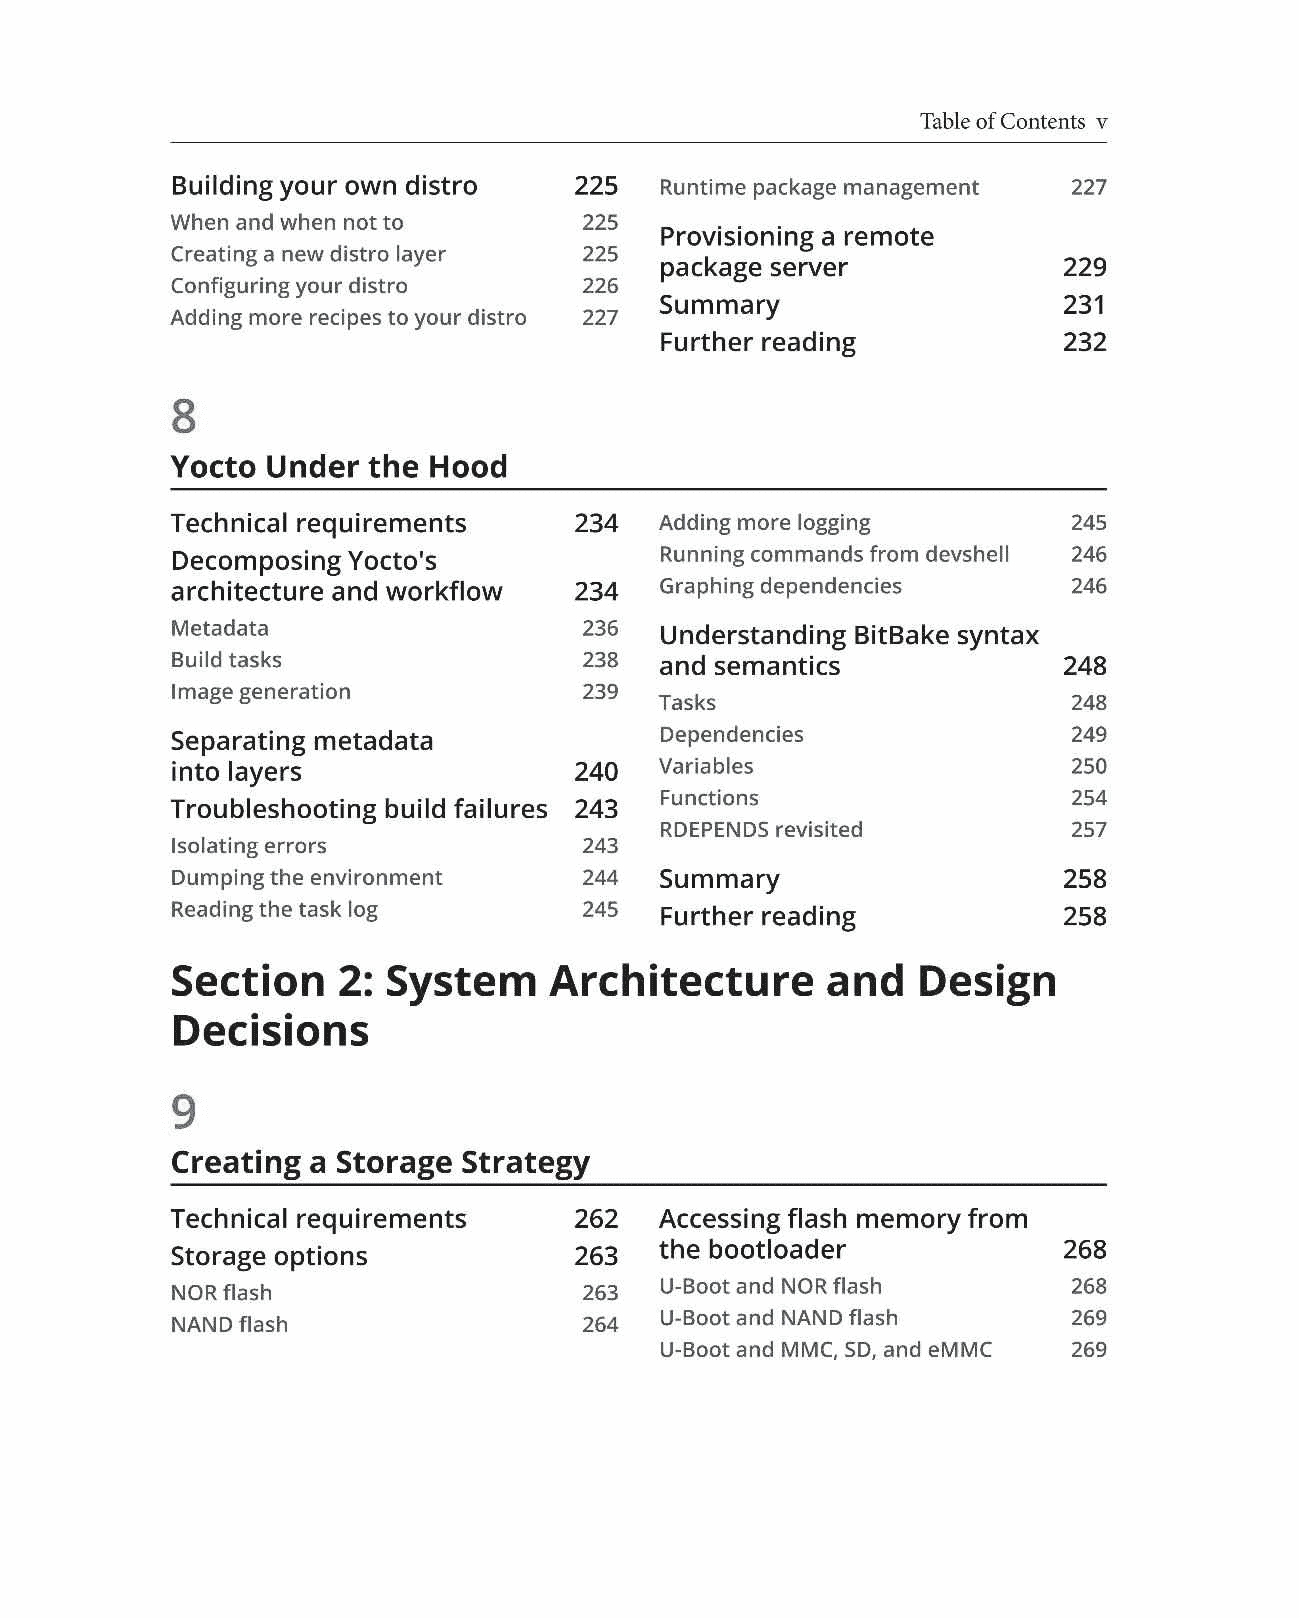 Table of Contents v
Building your own distro 225
When and when not to 225
Creating a new distro layer 225
Configuring your distro 226
Adding more recipes to your distro 227
Runtime package management 227
Provisioning a remote
package server 229
Summary 231
Further reading 232
8
Yocto Under the Hood
Technical requirements 234
Decomposing Yocto's
architecture and workflow 234
Metadata 236
Build tasks 238
Image generation 239
Separating metadata
into layers 240
Troubleshooting build failures 243
Isolating errors 243
Dumping the environment 244
Reading the task log 245
Adding more logging 245
Running commands from devshell 246
Graphing dependencies 246
Understanding BitBake syntax
and semantics 248
Tasks 248
Dependencies 249
Variables 250
Functions 254
RDEPENDS revisited 257
Summary 258
Further reading 258
Section 2: System Architecture and Design
Decisions
9
Creating a Storage Strategy
Technical requirements 262
Storage options 263
NOR flash 263
NAND flash 264
Accessing flash memory from
the bootloader 268
U-Boot and NOR flash 268
U-Boot and NAND flash 269
U-Boot and MMC, SD, and eMMC 269